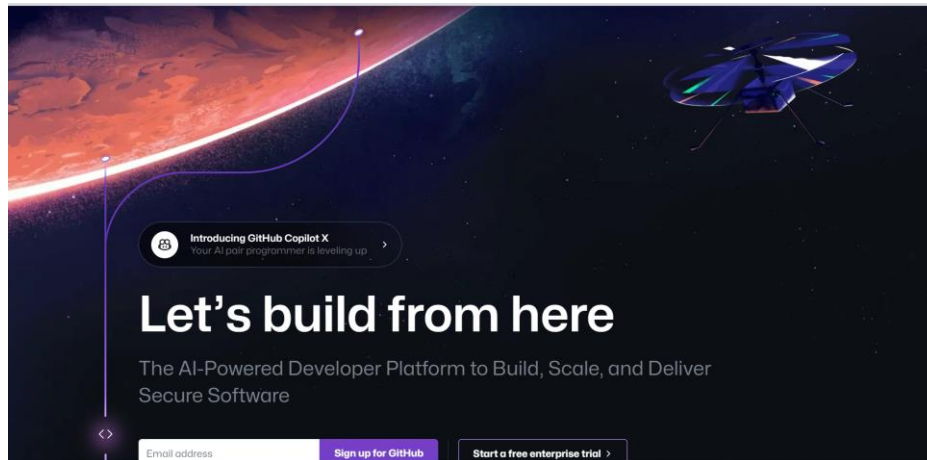 Introducing GitHub Copilot X
Your AI pair programmer is leveling up
Let's build from here
The AI-Powered Developer Platform to Build, Scale, and Deliver
Secure Software
Email address
Sign up for GitHub
Start a free enterprise trial